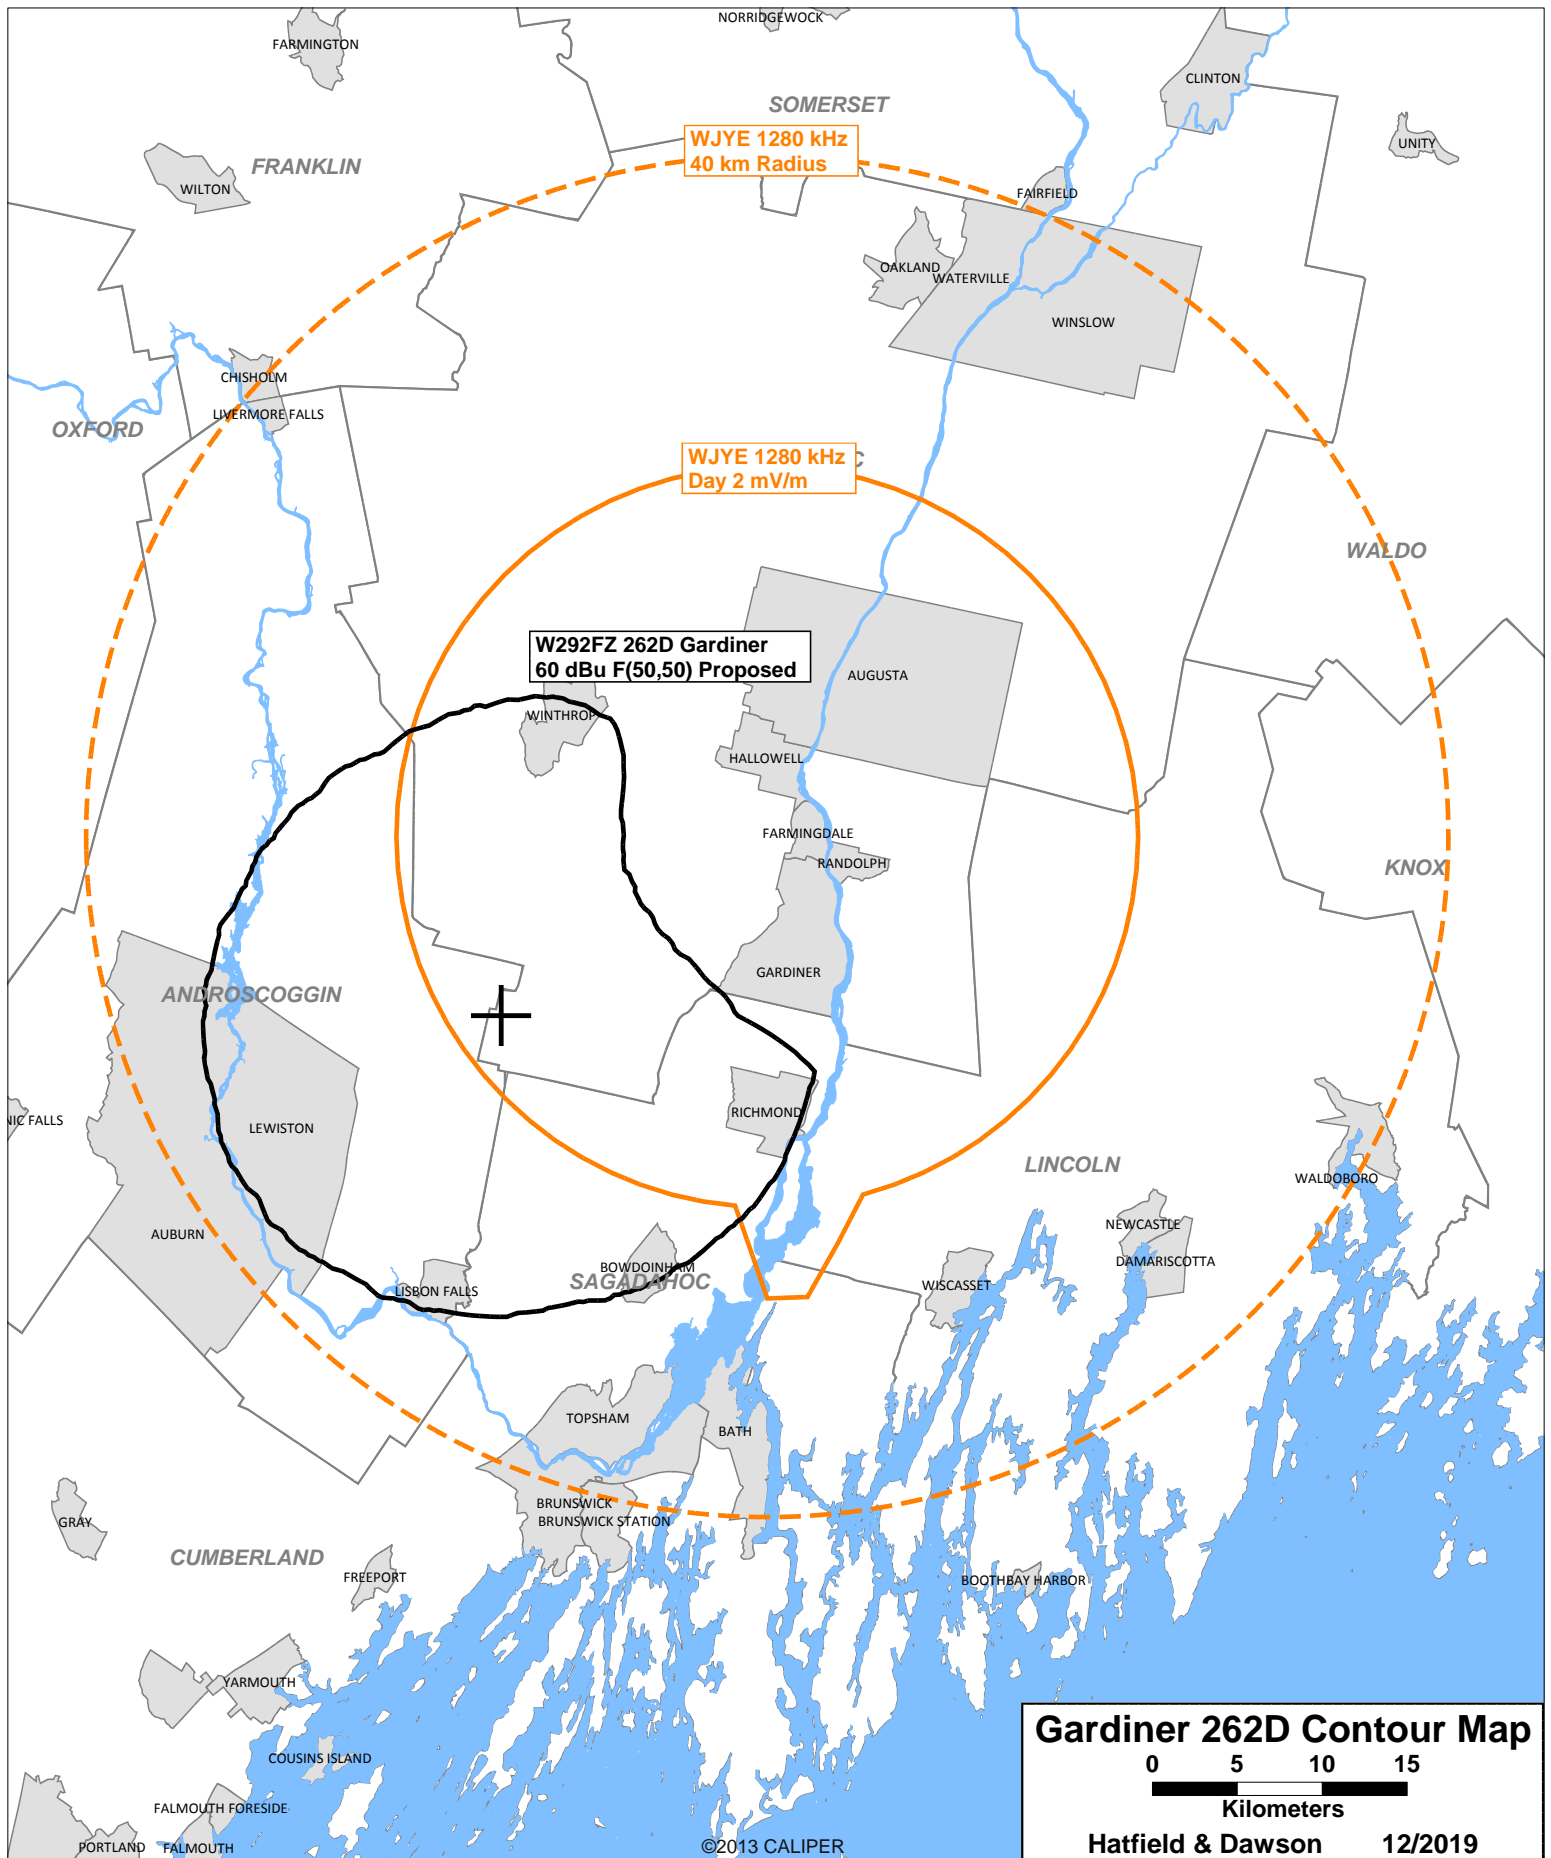 NORRIDGEWOCK
FARMINGTON
CLINTON
SOMERSET
WJYE 1280 kHz
40 km Radius
UNITY
FRANKLIN
WILTON
FAIRFIELD
OAKLAND
WATERVILLE
WINSLOW
CHISHOLM
LIVERMORE FALLS
OXFORD
WJYE 1280 kHz
Day 2 mV/m
C
WALDO
W292FZ 262D Gardiner
60 dBu F(50,50) Proposed
AUGUSTA
WINTHROP
HALLOWELL
FARMINGDALE
RANDOLPH
KNOX
GARDINER
ANDROSCOGGIN
RICHMOND
NIC FALLS
LEWISTON
LINCOLN
WALDOBORO
AUBURN
NEWCASTLE
DAMARISCOTTA
BOWDOINHAM
SAGADAHOC
LISBON FALLS
WISCASSET
TOPSHAM
BATH
BRUNSWICK
BRUNSWICK STATION
GRAY
CUMBERLAND
FREEPORT
BOOTHBAY HARBOR
YARMOUTH
COUSINS ISLAND
FALMOUTH FORESIDE
PORTLAND
FALMOUTH
©2013 CALIPER
Gardiner 262D Contour Map
0 5 10 15
Kilometers
Hatfield & Dawson 12/2019